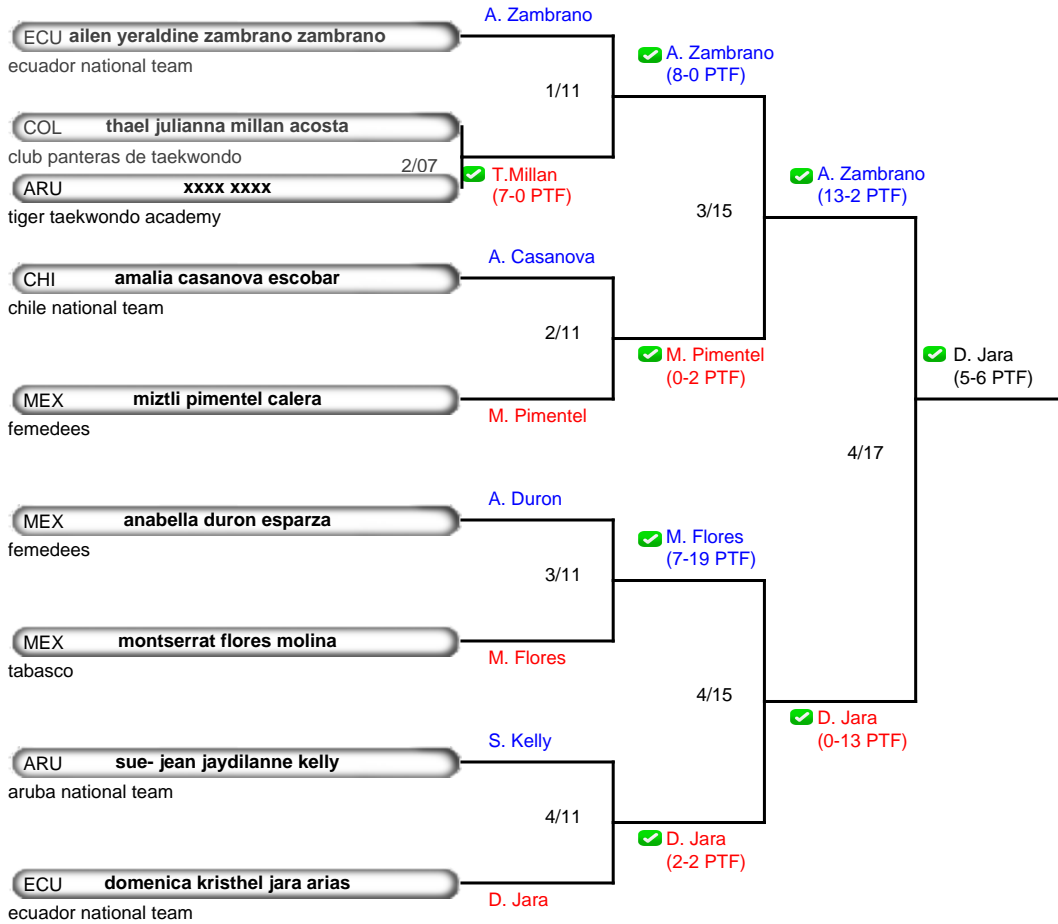 A. Zambrano
ECU ailen yeraldine zambrano zambrano
ecuador national team
A. Zambrano
(8-0 PTF)
1/11
COL thael julianna millan acosta
club panteras de taekwondo
2/07
T.Millan
(7-0 PTF)
ARU xxxx xxxx
tiger taekwondo academy
A. Zambrano
(13-2 PTF)
3/15
A. Casanova
CHI amalia casanova escobar
chile national team
2/11
M. Pimentel
(0-2 PTF)
MEX miztli pimentel calera
femedees
M. Pimentel
D. Jara
(5-6 PTF)
4/17
A. Duron
MEX anabella duron esparza
femedees
M. Flores
(7-19 PTF)
3/11
MEX montserrat flores molina
tabasco
M. Flores
4/15
D. Jara
(0-13 PTF)
S. Kelly
ARU sue- jean jaydilanne kelly
aruba national team
4/11
D. Jara
(2-2 PTF)
ECU domenica kristhel jara arias
ecuador national team
D. Jara